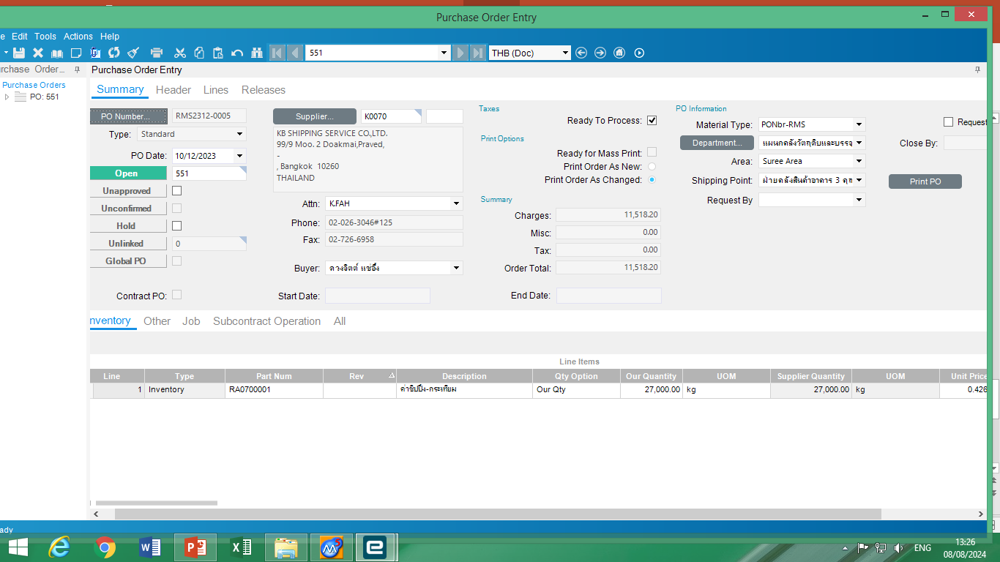 Purchase Order Entry
e Edit Tools Actions Help
551
THB (Doc)
rchase Order...
Purchase Order Entry
Purchase Orders
PO: 551
Summary Header Lines Releases
PO Number...
RMS2312-0005
Type:
Standard
PO Date:
10/12/2023
Open
551
Unapproved
Unconfirmed
Hold
Unlinked
0
Global PO
Contract PO:
Supplier...
K0070
KB SHIPPING SERVICE CO.,LTD.
99/9 Moo. 2 Doakmai,Praved,
-
, Bangkok 10260
THAILAND
Attn:
K.FAH
Phone:
02-026-3046#125
Fax:
02-726-6958
Buyer:
ดวงจิตต์ แซ่อึ้ง
Start Date:
Taxes
Ready To Process:
Print Options
Ready for Mass Print:
Print Order As New:
Print Order As Changed:
Summary
Charges:
11,518.20
Misc:
0.00
Tax:
0.00
Order Total:
11,518.20
End Date:
PO Information
Material Type:
PONbr-RMS
Department...
แผนกคลังวัตถุดิบและบรรจุ
Area:
Suree Area
Shipping Point:
ฝ่ายคลังสินค้าอาคาร 3
Request By
Request
Close By:
Print PO
nventory Other Job Subcontract Operation All
Line Items
Line Type Part Num Rev Description Qty Option Our Quantity UOM Supplier Quantity UOM Unit Price
1 Inventory RA0700001 ค่าชิปปิ้ง-กระเทียม Our Qty 27,000.00 kg 27,000.00 kg 0.426
ady
ENG
13:26
08/08/2024